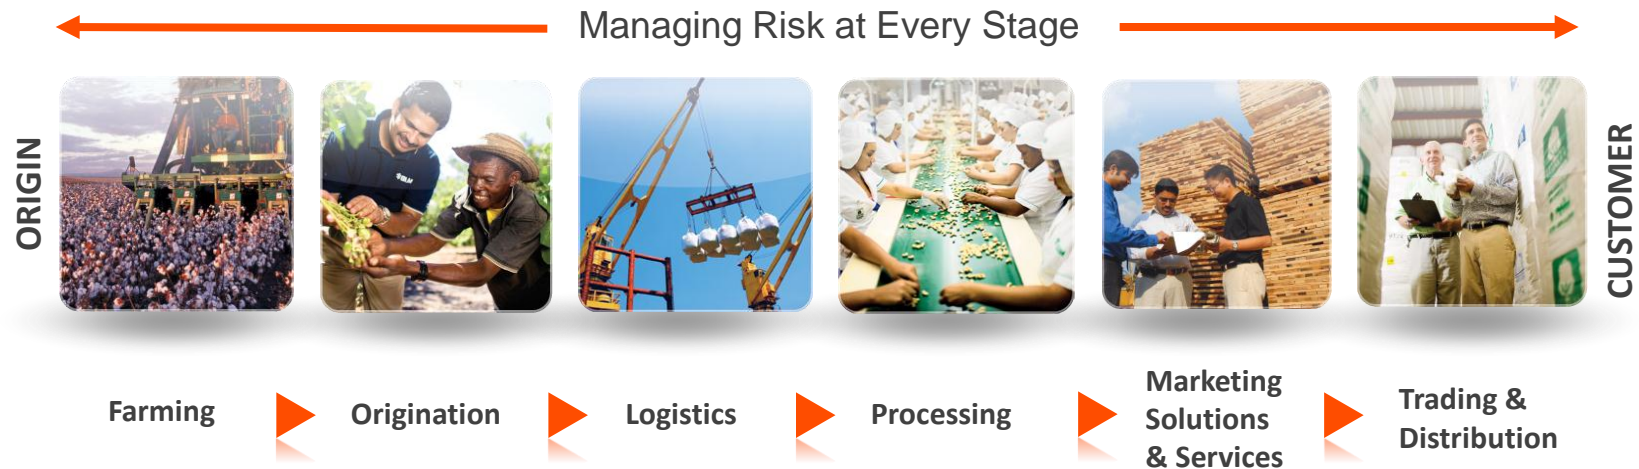 Managing Risk at Every Stage
ORIGIN
CUSTOMER
Farming
Origination
Logistics
Processing
Marketing
Solutions
& Services
Trading &
Distribution